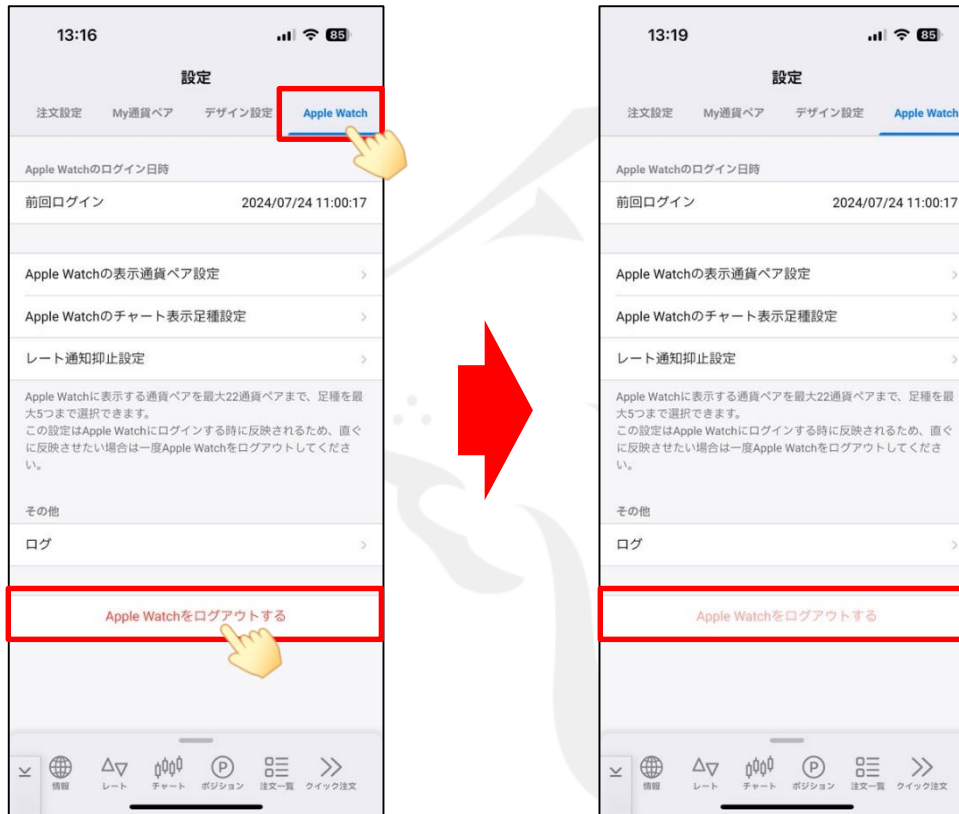 13:16
85
設定
注文設定 My通貨ペア デザイン設定 Apple Watch
Apple Watchのログイン日時
前回ログイン 2024/07/24 11:00:17
Apple Watchの表示通貨ペア設定
Apple Watchのチャート表示足種設定
レート通知抑止設定
Apple Watchに表示する通貨ペアを最大22通貨ペアまで、足種を最
大5つまで選択できます。
この設定はApple Watchにログインする時に反映されるため、直ぐ
に反映させたい場合は一度Apple Watchをログアウトしてくださ
い。
その他
ログ
Apple Watchをログアウトする
情報 レート チャート P ポジション 注文一覧 クイック注文
13:19
85
設定
注文設定 My通貨ペア デザイン設定 Apple Watch
Apple Watchのログイン日時
前回ログイン 2024/07/24 11:00:17
Apple Watchの表示通貨ペア設定
Apple Watchのチャート表示足種設定
レート通知抑止設定
Apple Watchに表示する通貨ペアを最大22通貨ペアまで、足種を最
大5つまで選択できます。
この設定はApple Watchにログインする時に反映されるため、直ぐ
に反映させたい場合は一度Apple Watchをログアウトしてくださ
い。
その他
ログ
Apple Watchをログアウトする
情報 レート チャート P ポジション 注文一覧 クイック注文